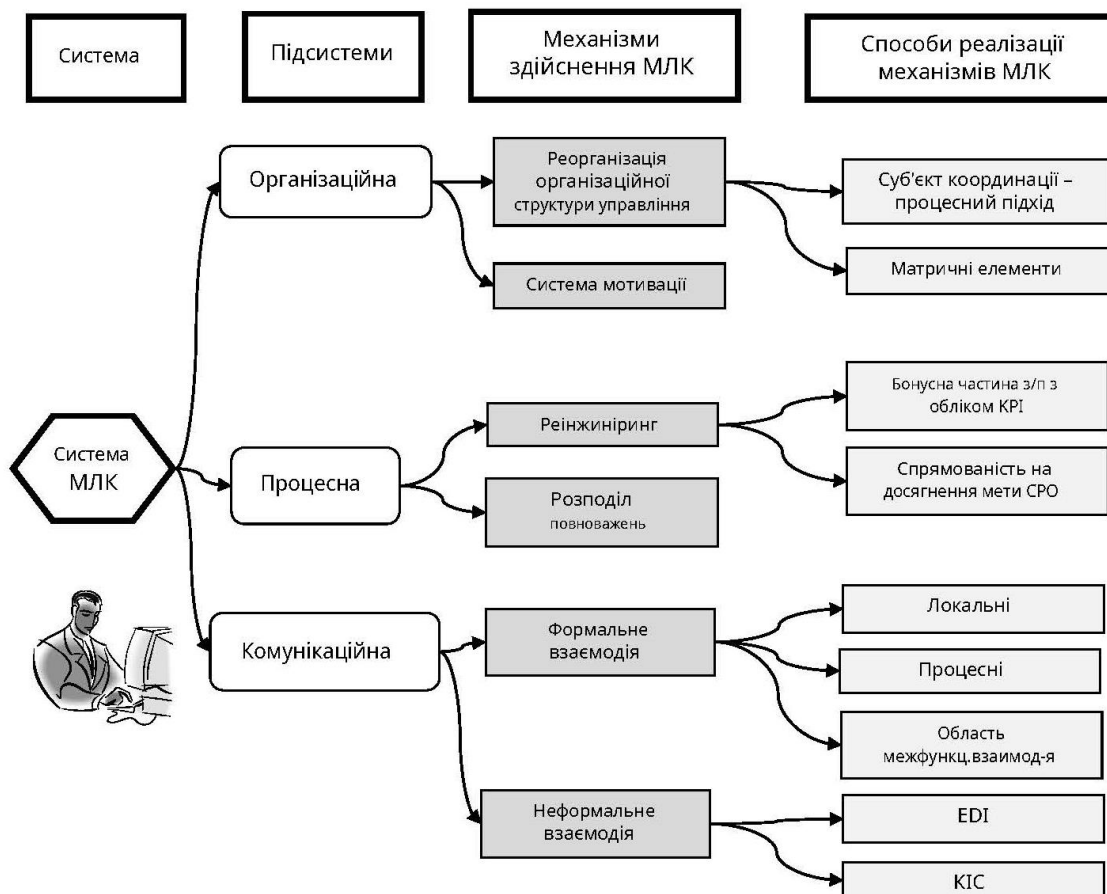 Система
Підсистеми
Механізми
здійснення МЛК
Способи реалізації
механізмів МЛК
Організаційна
Реорганізація
організаційної
структури управління
Суб'єкт координації –
процесний підхід
Матричні елементи
Система мотивації
Система
МЛК
Процесна
Реінжиніринг
Бонусна частина з/п з
обліком KPI
Спрямованість на
досягнення мети СРО
Розподіл
повноважень
Комунікаційна
Формальне
взаємодія
Локальні
Процесні
Область
межфункц.взаимод-я
Неформальне
взаємодія
EDI
КІС